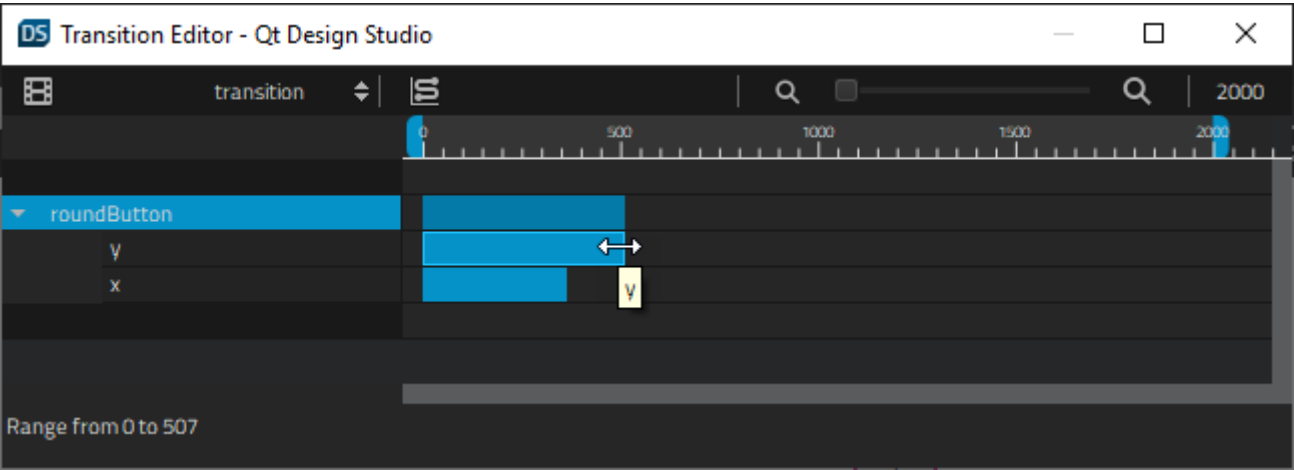 DS Transition Editor - Qt Design Studio
transition 2000
0 500 1000 1500 2000
roundButton
y
x
y
Range from 0 to 507